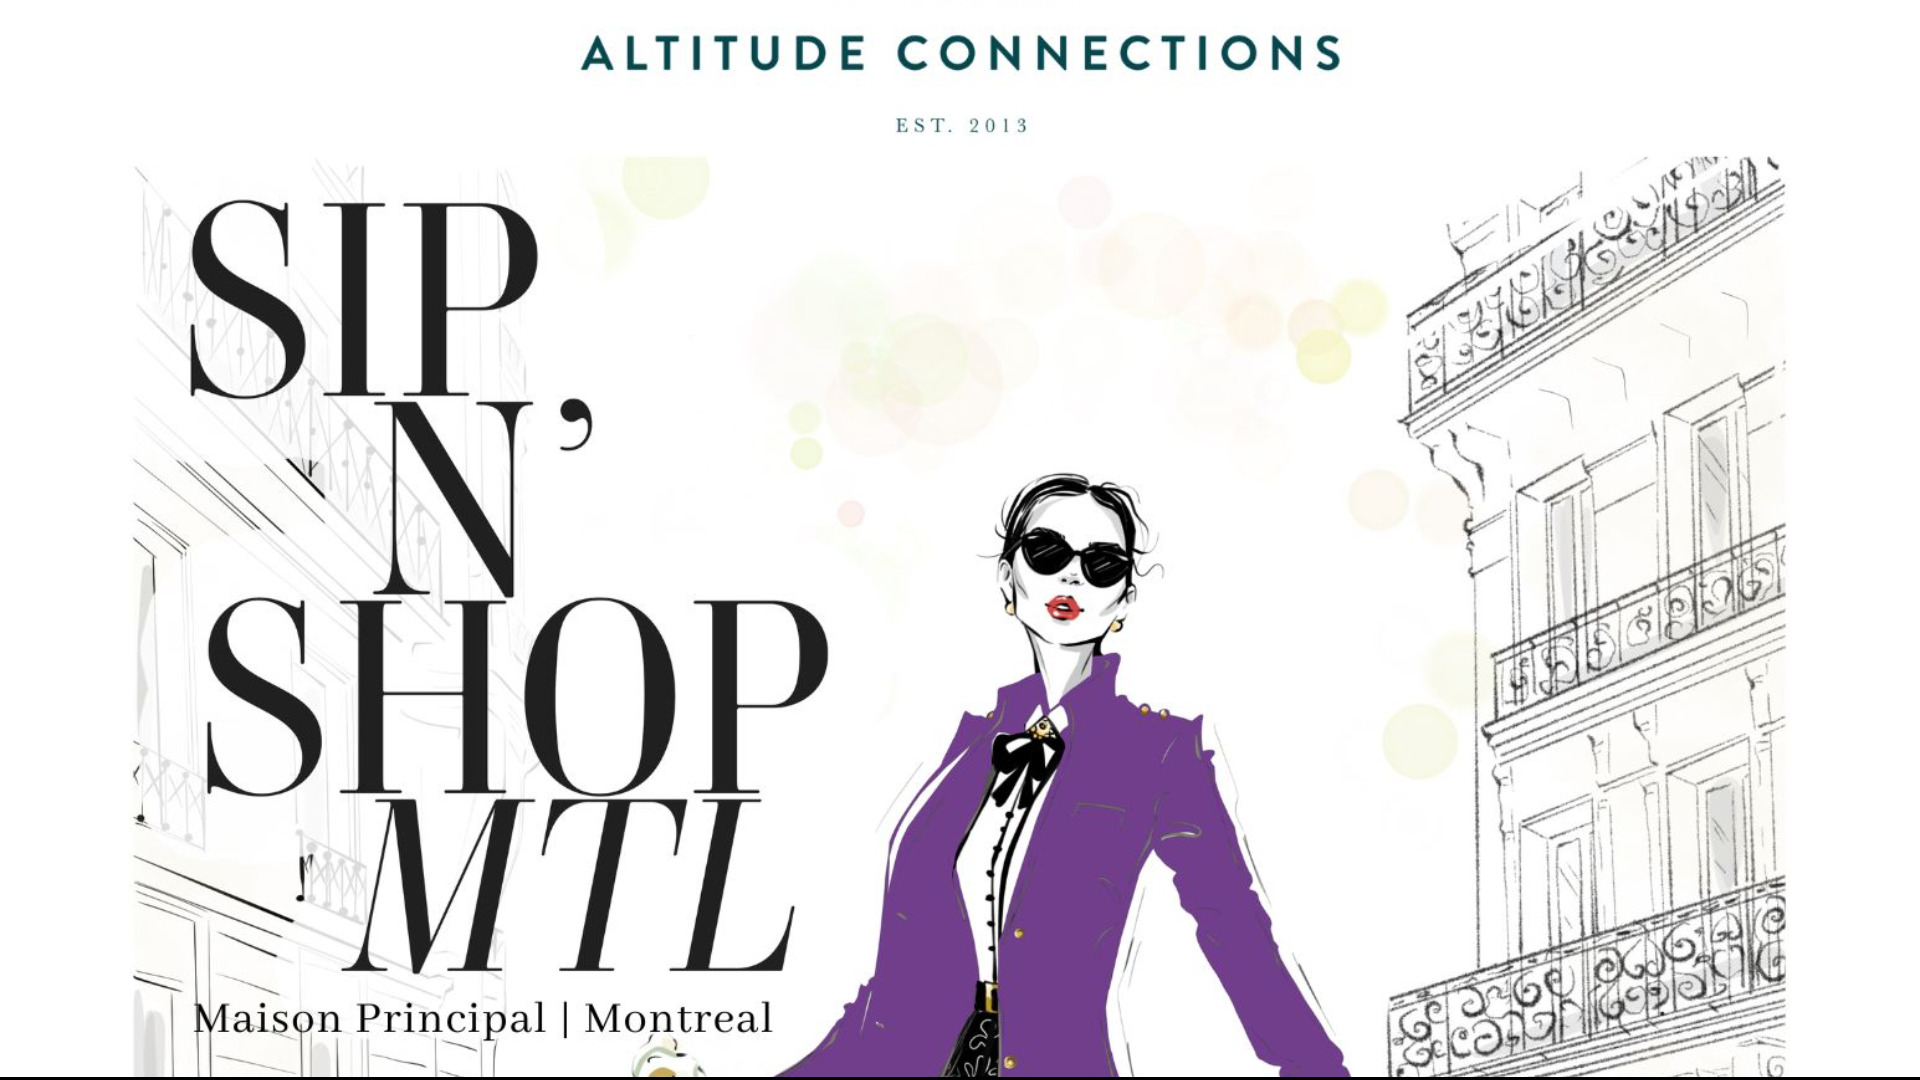 ALTITUDE CONNECTIONS
EST. 2013
SIP
N’
SHOP
MTL
Maison Principal | Montreal